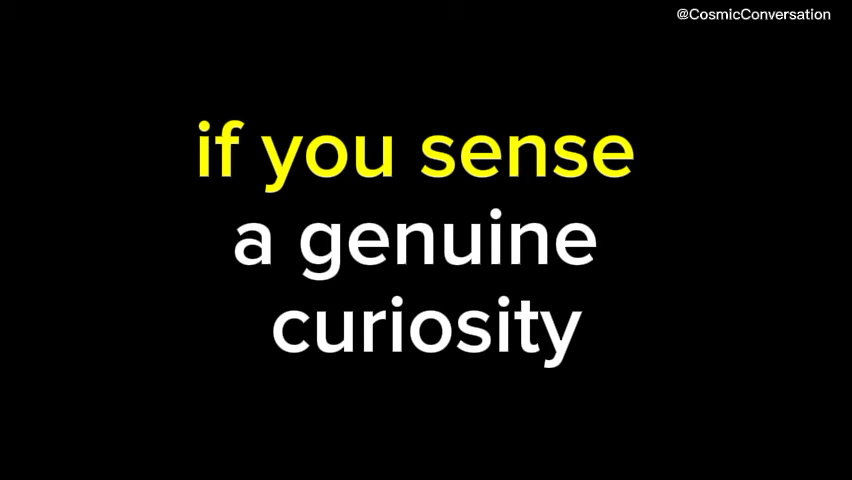 @CosmicConversation
if you sense
a genuine
curiosity